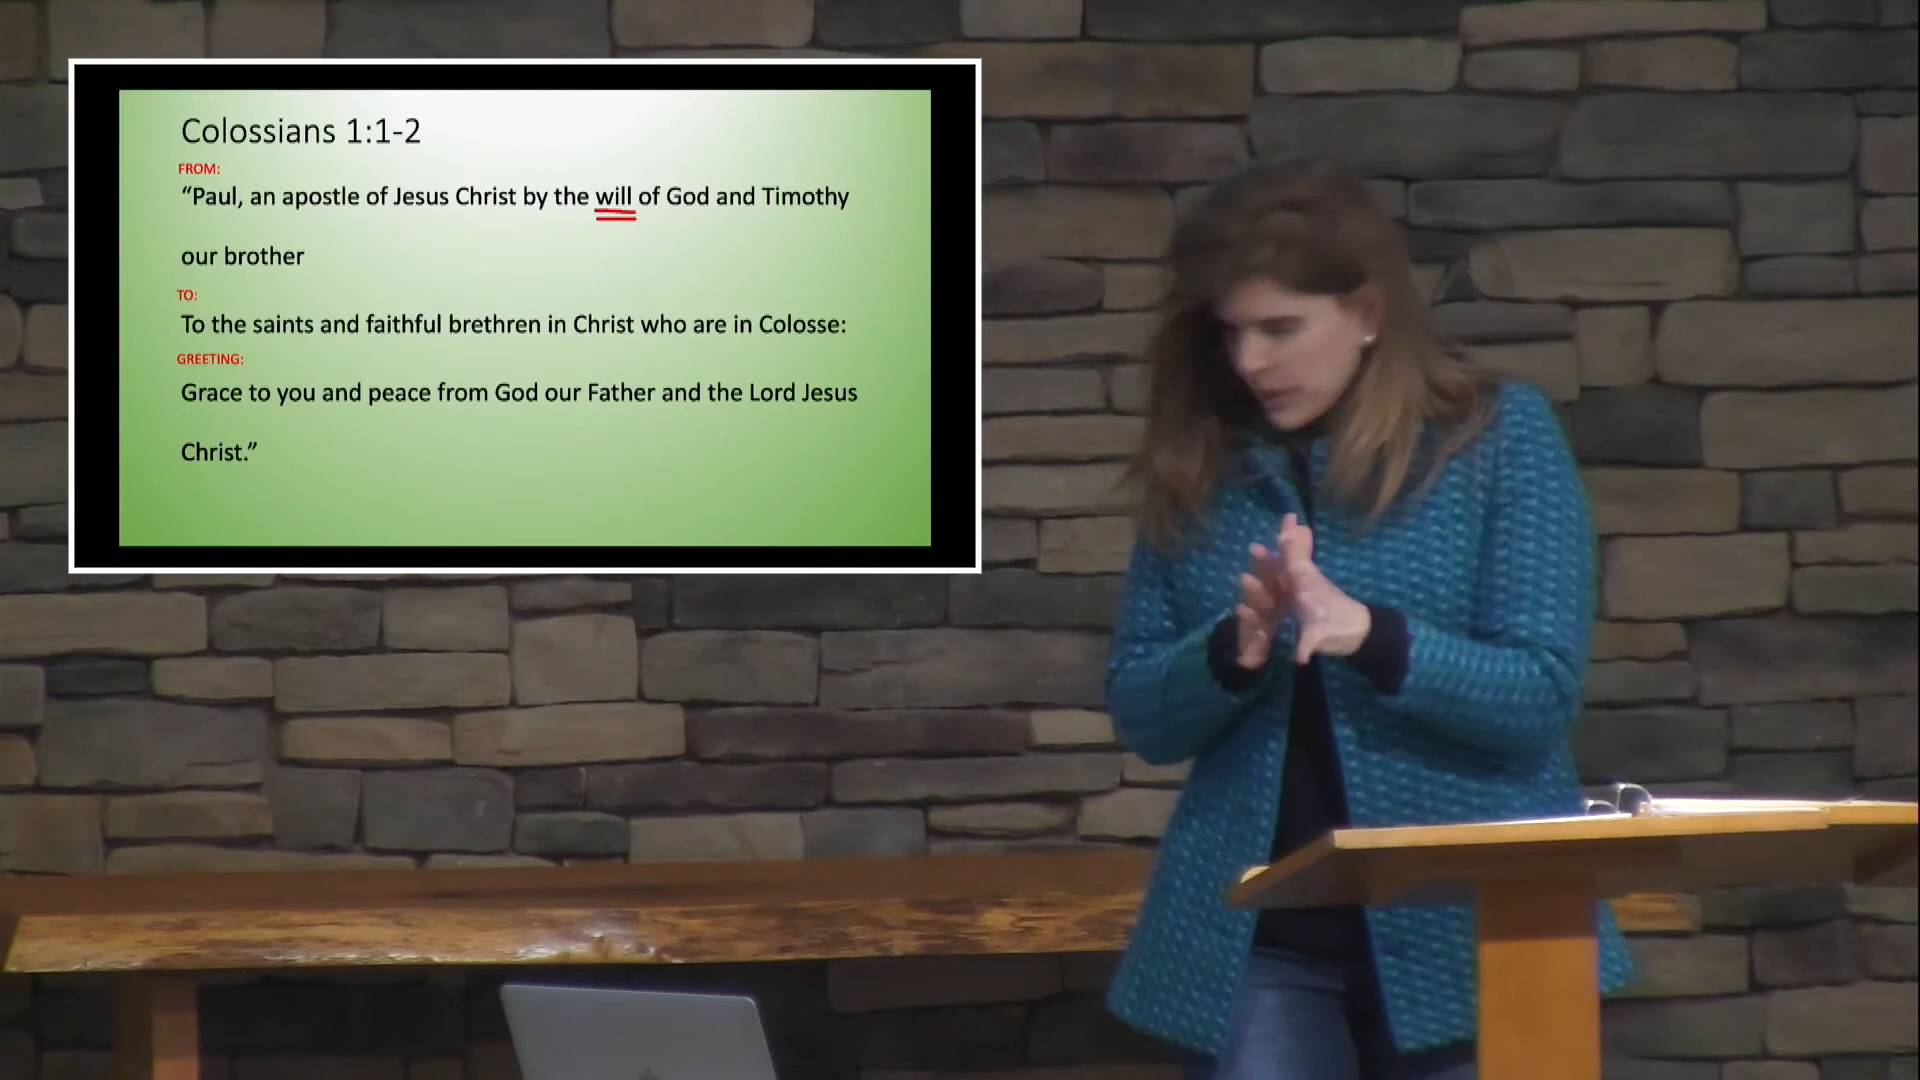 Colossians 1:1-2
FROM:
“Paul, an apostle of Jesus Christ by the will of God and Timothy
our brother
TO:
To the saints and faithful brethren in Christ who are in Colosse:
GREETING:
Grace to you and peace from God our Father and the Lord Jesus
Christ.”